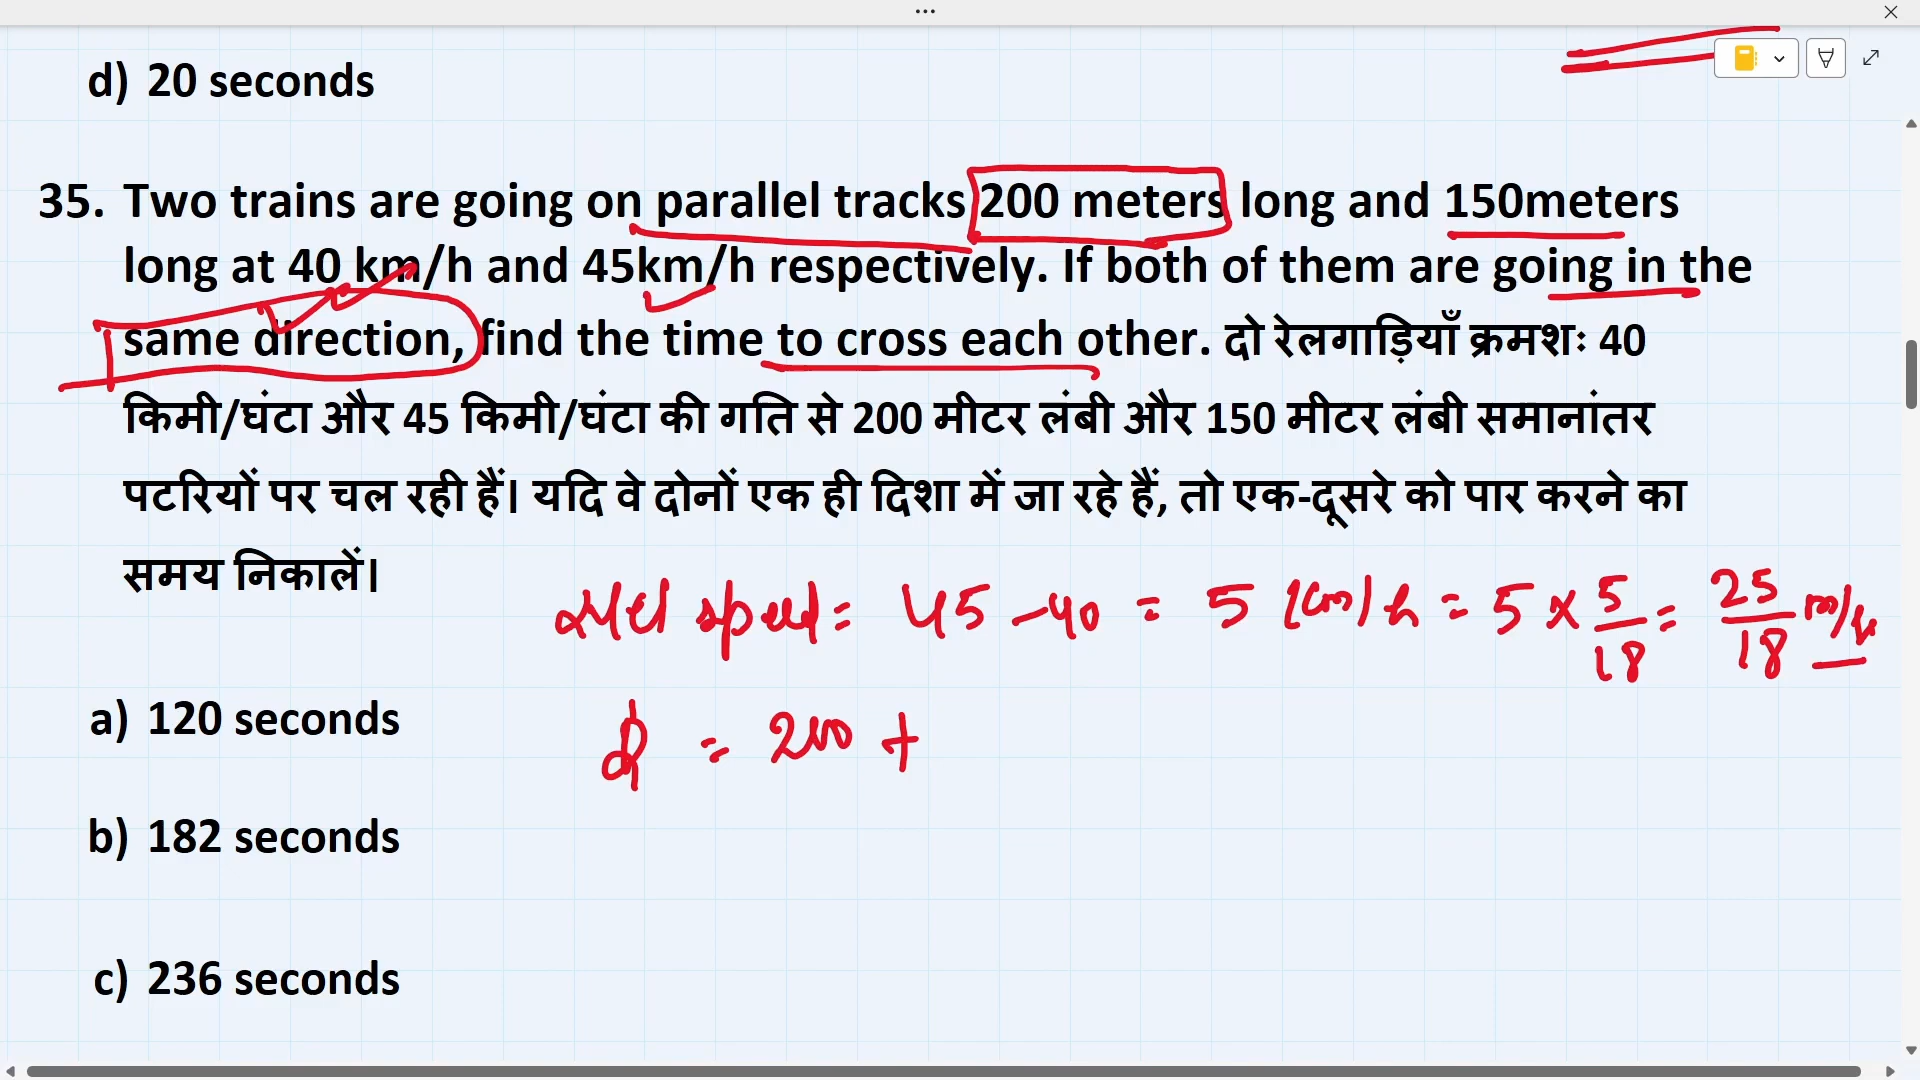 d) 20 seconds
35. Two trains are going on parallel tracks 200 meters long and 150meters
long at 40 km/h and 45km/h respectively. If both of them are going in the
same direction, find the time to cross each other. दो रेलगाड़ियाँ क्रमशः 40
किमी/घंटा और 45 किमी/घंटा की गति से 200 मीटर लंबी और 150 मीटर लंबी समानांतर
पटरियों पर चल रही हैं। यदि वे दोनों एक ही दिशा में जा रहे हैं, तो एक-दूसरे को पार करने का
समय निकालें।
speed = 45 - 40 = 5 km/h = 5 × 5/18 = 25/18 m/s
a) 120 seconds
d = 200 +
b) 182 seconds
c) 236 seconds